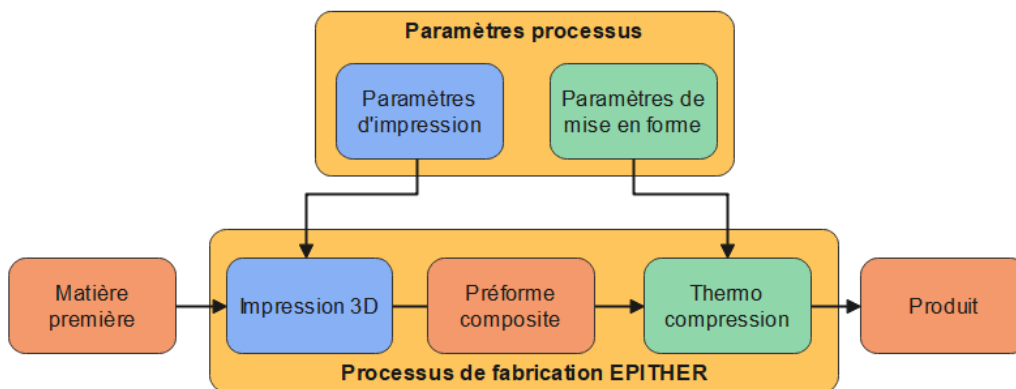 Paramètres processus
Paramètres
d'impression
Paramètres de
mise en forme
Matière
première
Impression 3D
Préforme
composite
Thermo
compression
Produit
Processus de fabrication EPITHER